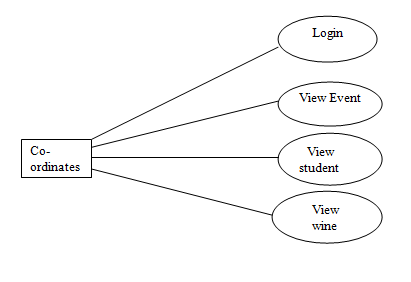 Login
View Event
Co-
ordinates
View
student
View
wine